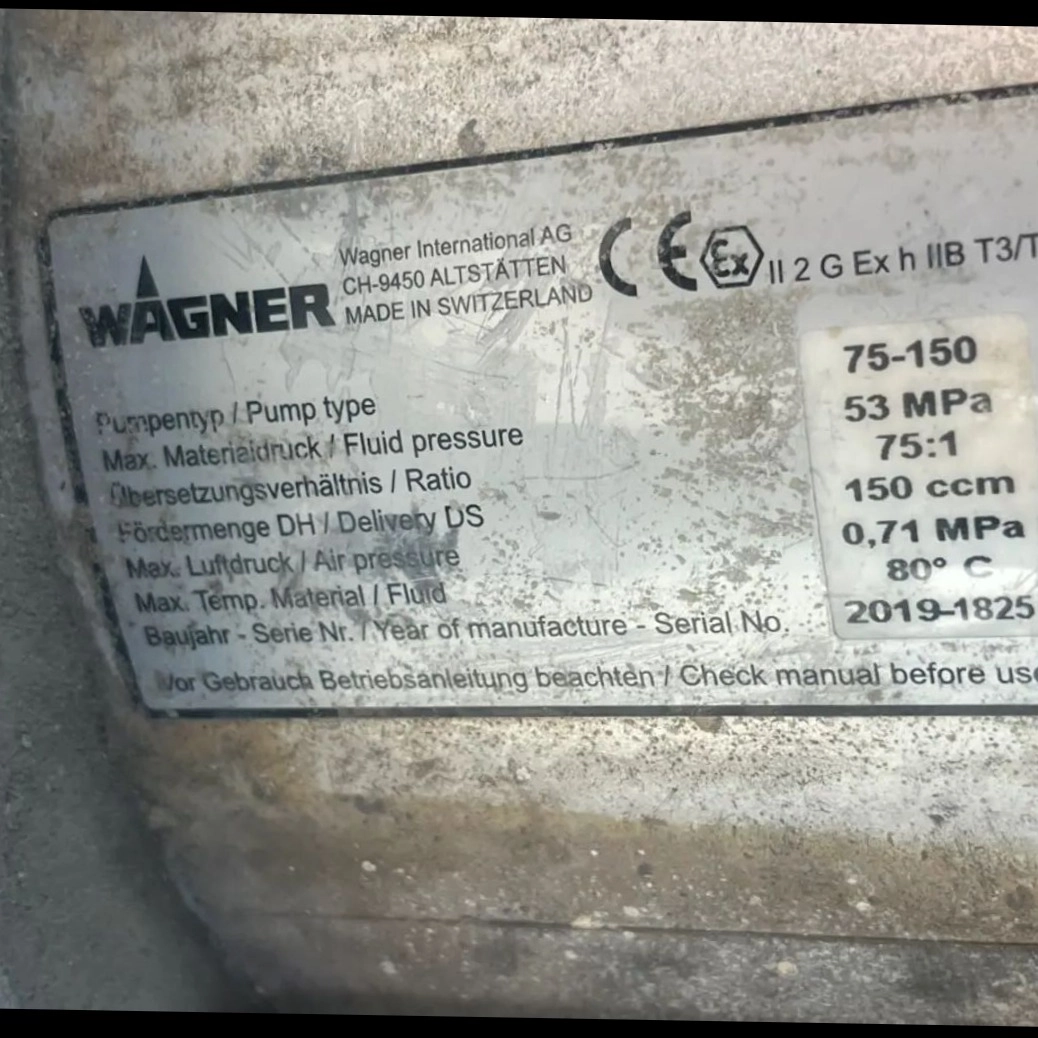 WAGNER
Wagner International AG
CH-9450 ALTSTÄTTEN
MADE IN SWITZERLAND
CE Ex II 2 G Ex h IIB T3/T
Pumpentyp / Pump type 75-150
Max. Materialdruck / Fluid pressure 53 MPa
Übersetzungsverhältnis / Ratio 75:1
Fördermenge DH / Delivery DS 150 ccm
Max. Luftdruck / Air pressure 0,71 MPa
Max. Temp. Material / Fluid 80° C
Baujahr - Serie Nr. / Year of manufacture - Serial No. 2019-1825
Vor Gebrauch Betriebsanleitung beachten / Check manual before use